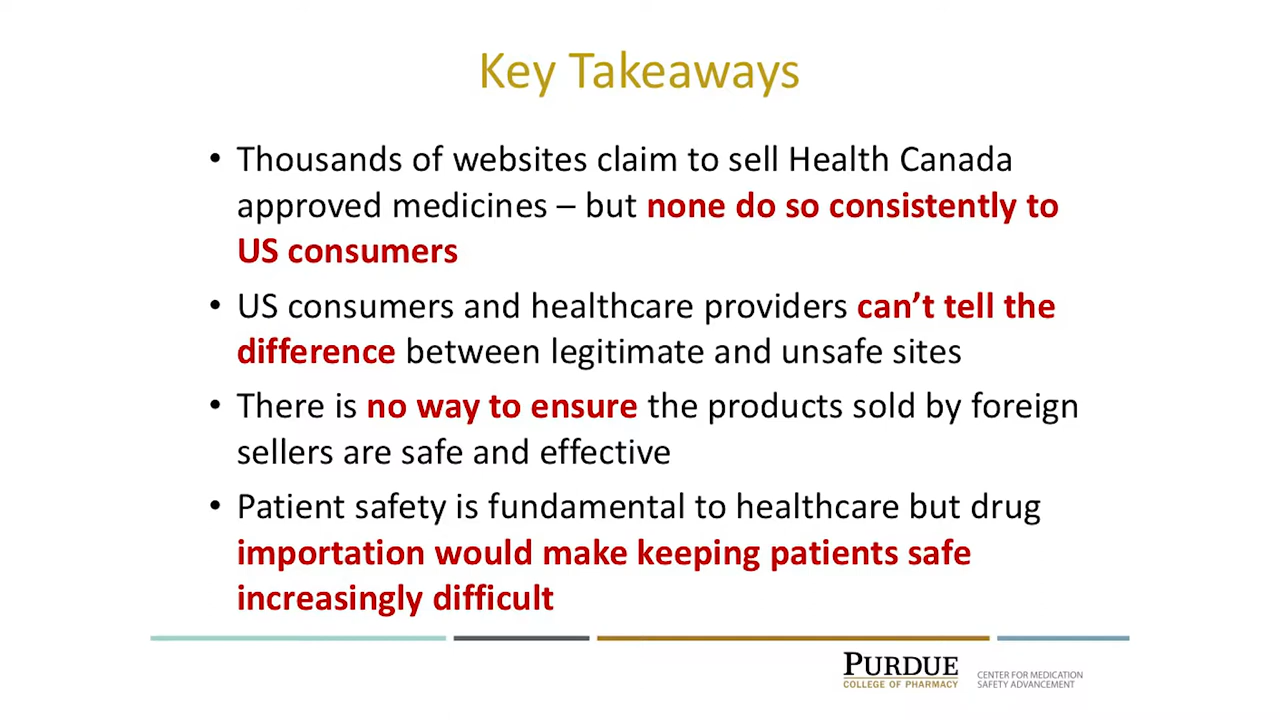 Key Takeaways
• Thousands of websites claim to sell Health Canada
approved medicines – but none do so consistently to
US consumers
• US consumers and healthcare providers can’t tell the
difference between legitimate and unsafe sites
• There is no way to ensure the products sold by foreign
sellers are safe and effective
• Patient safety is fundamental to healthcare but drug
importation would make keeping patients safe
increasingly difficult
PURDUE
COLLEGE OF PHARMACY
CENTER FOR MEDICATION
SAFETY ADVANCEMENT